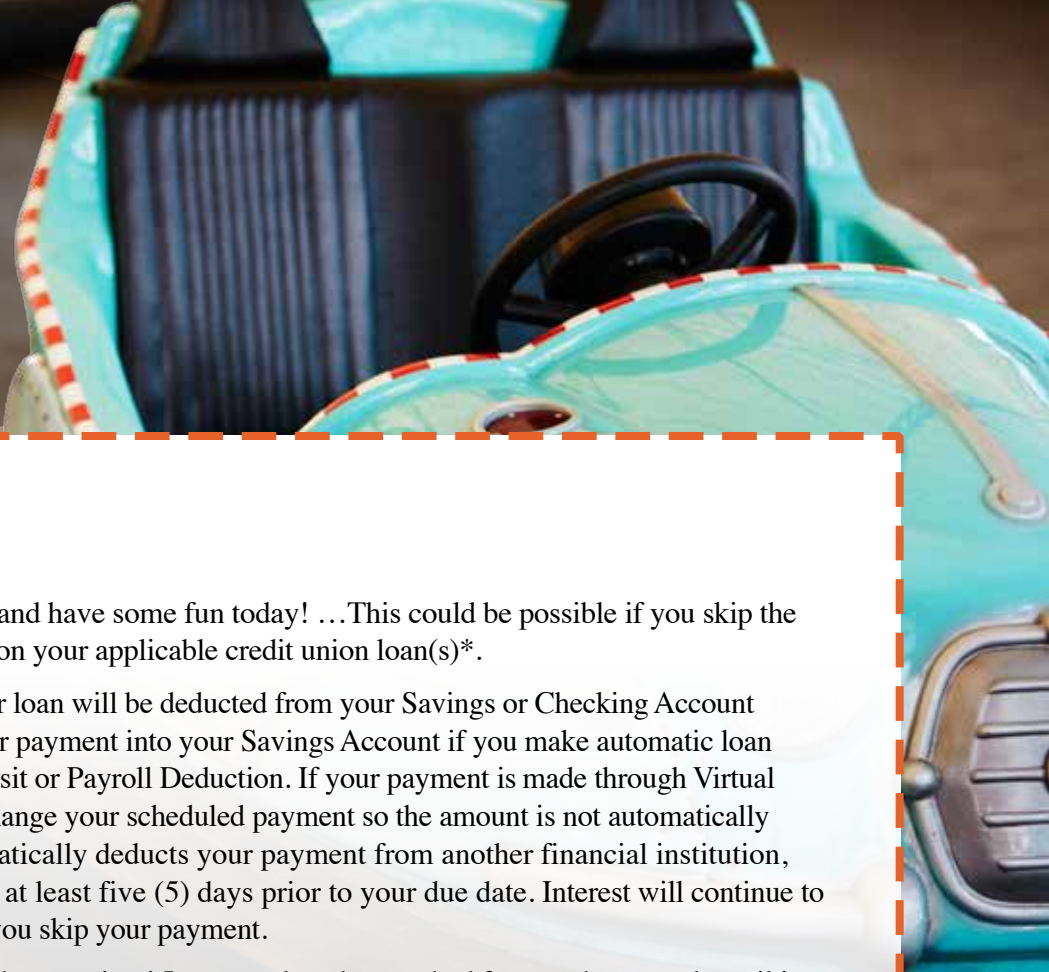 and have some fun today! …This could be possible if you skip the
on your applicable credit union loan(s)*.
r loan will be deducted from your Savings or Checking Account
r payment into your Savings Account if you make automatic loan
sit or Payroll Deduction. If your payment is made through Virtual
ange your scheduled payment so the amount is not automatically
atically deducts your payment from another financial institution,
at least five (5) days prior to your due date. Interest will continue to
ou skip your payment.